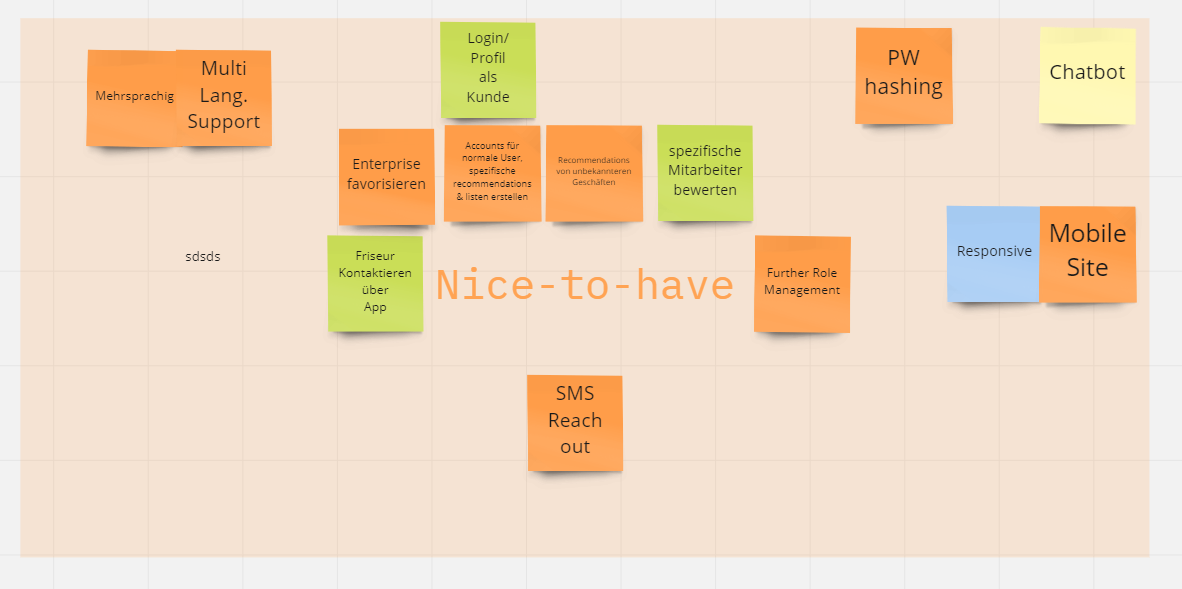 Mehrsprachig
Multi
Lang.
Support
Login/
Profil
als
Kunde
PW
hashing
Chatbot
Enterprise
favorisieren
Accounts für
normale User,
spezifische
recommendations
& listen erstellen
Recommendations
von unbekannteren
Geschäften
spezifische
Mitarbeiter
bewerten
sdsds
Friseur
Kontaktieren
über
App
Nice-to-have
Further Role
Management
Responsive
Mobile
Site
SMS
Reach
out